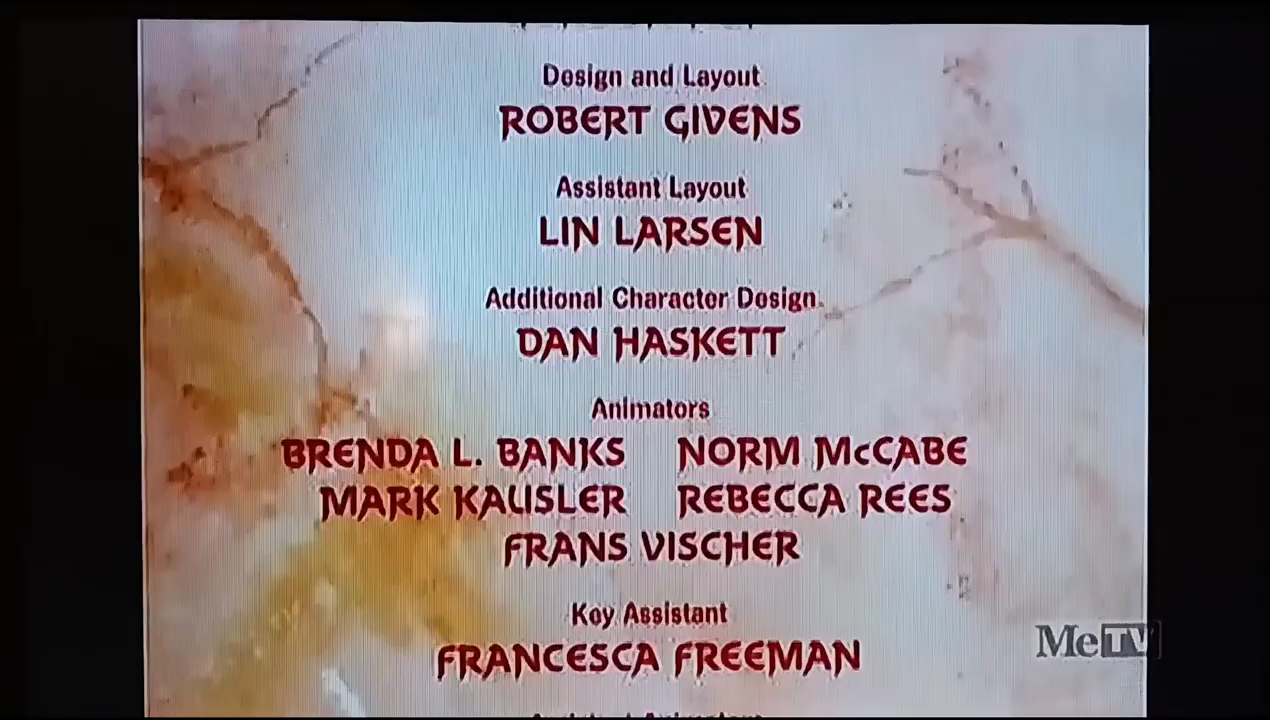 Design and Layout
ROBERT GIVENS
Assistant Layout
LIN LARSEN
Additional Character Design
DAN HASKETT
Animators
BRENDA L. BANKS NORM McCABE
MARK KAUSLER REBECCA REES
FRANS VISCHER
Key Assistant
FRANCESCA FREEMAN
MeTV